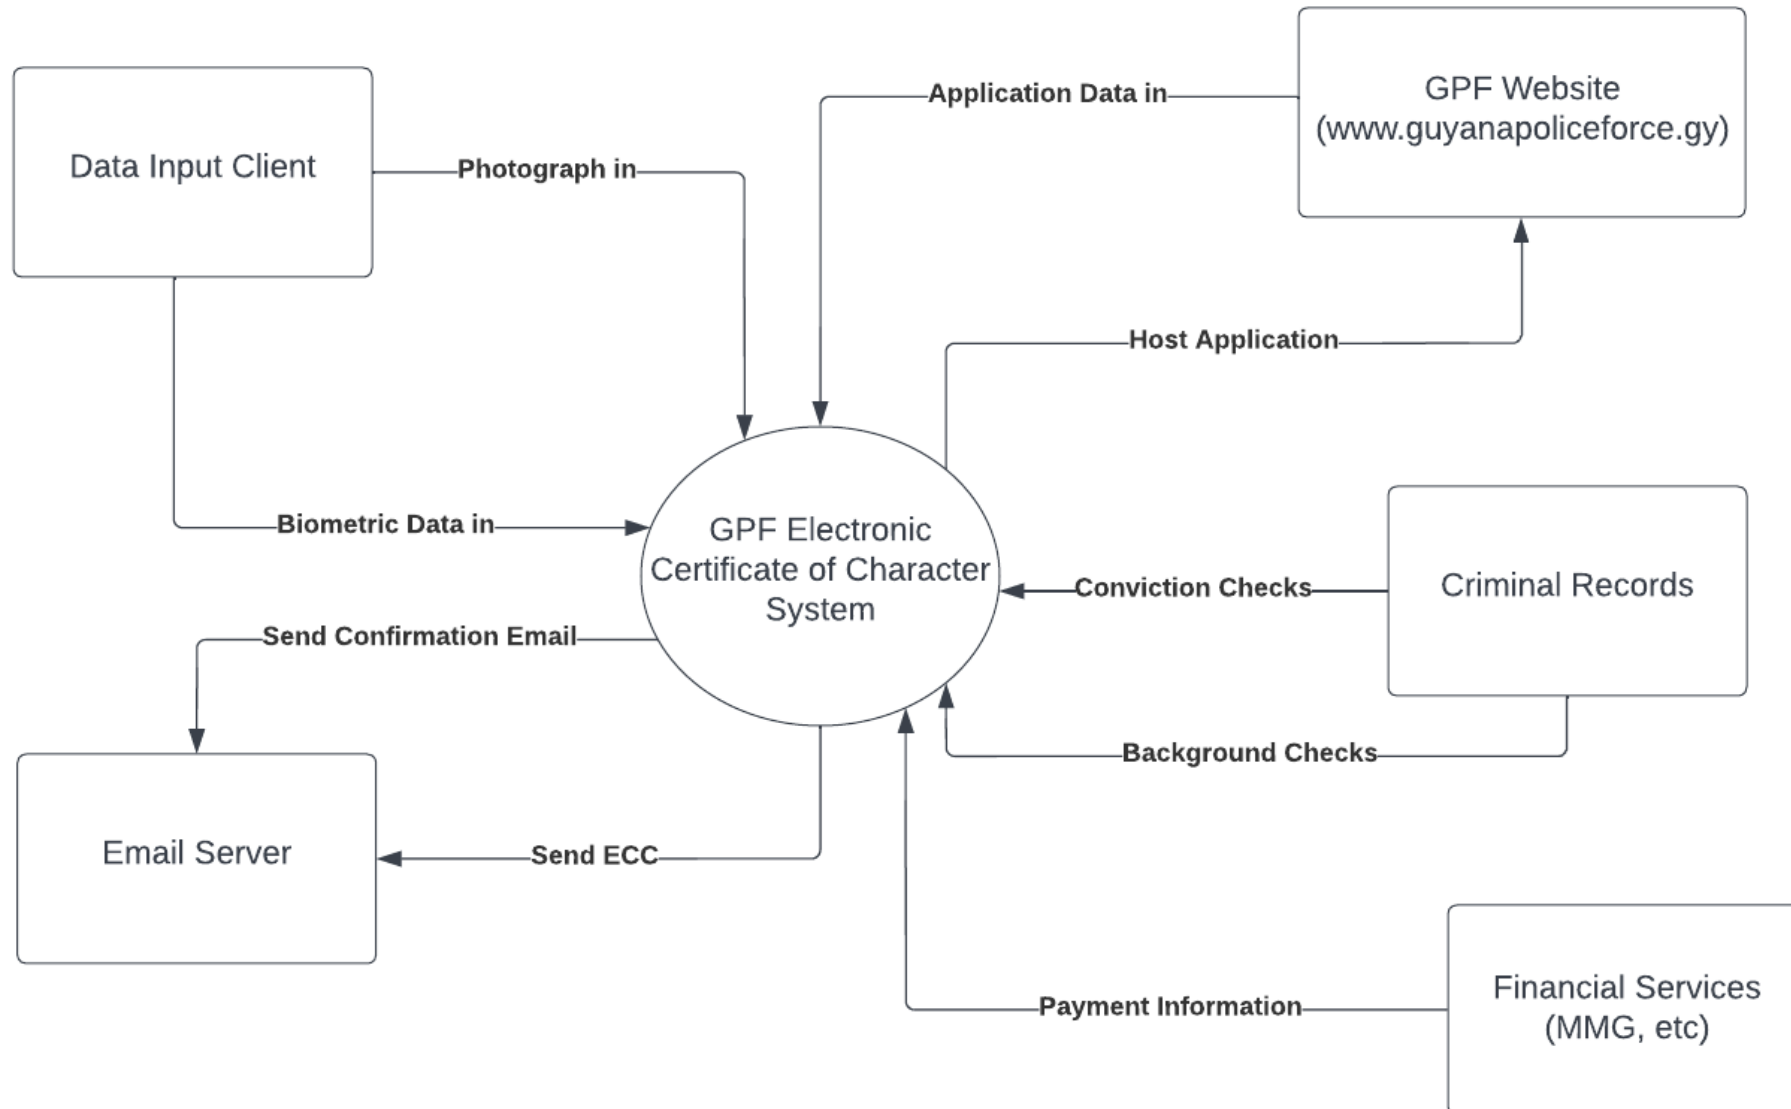 GPF Website
(www.guyanapoliceforce.gy)
Application Data in
Data Input Client
Photograph in
Host Application
Biometric Data in
GPF Electronic
Certificate of Character
System
Conviction Checks
Criminal Records
Send Confirmation Email
Background Checks
Email Server
Send ECC
Payment Information
Financial Services
(MMG, etc)